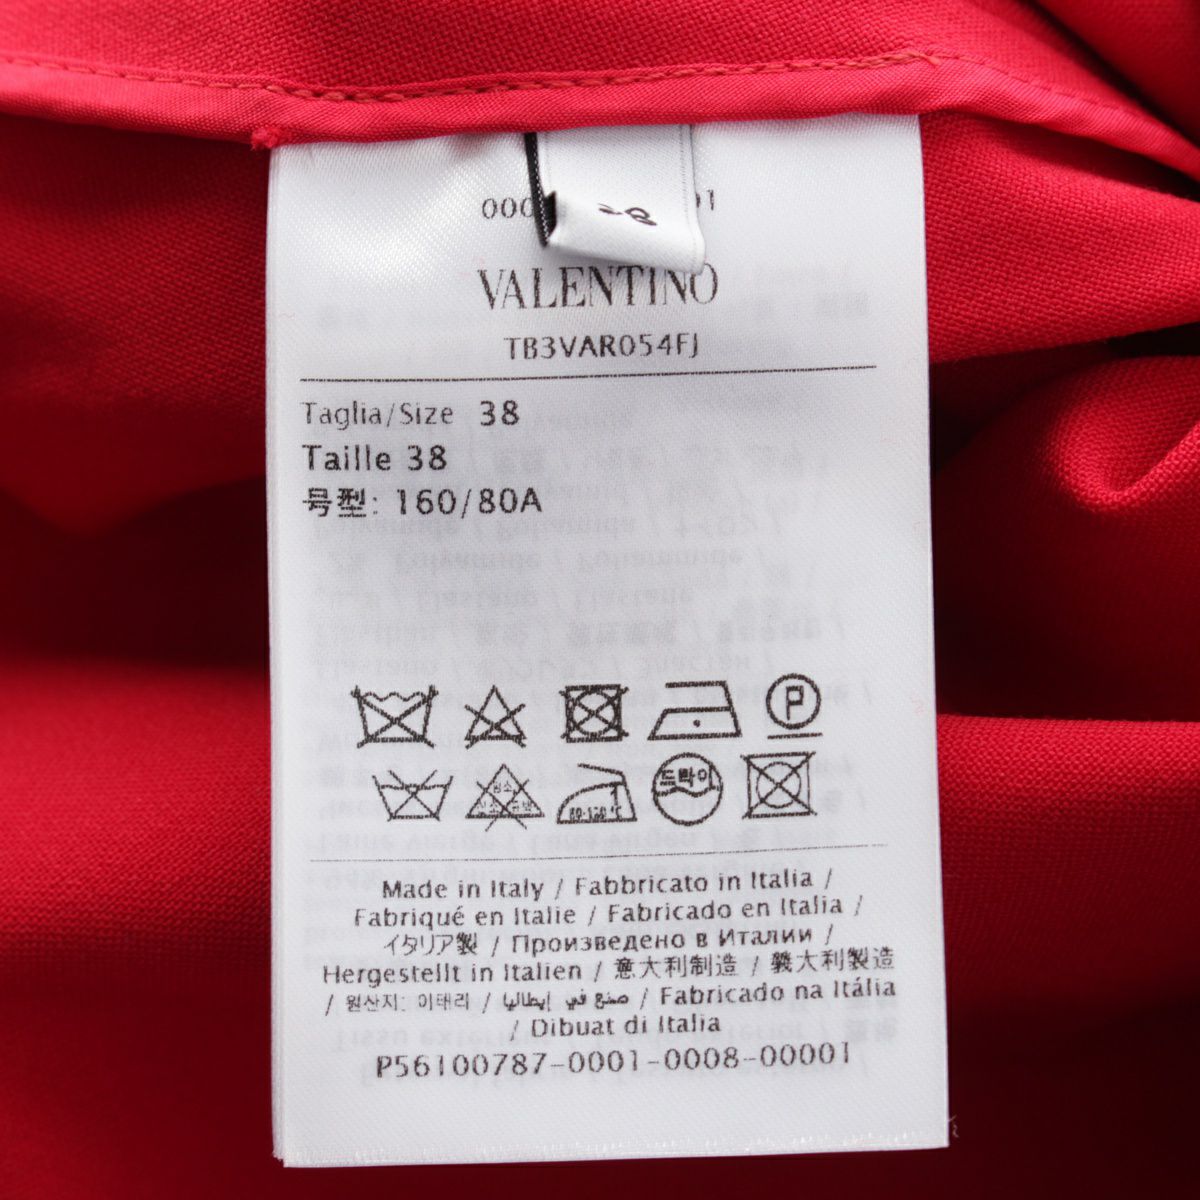 VALENTINO
TB3VAR054FJ
Taglia/Size 38
Taille 38
号型: 160/80A
P
드라이
80-120℃
Made in Italy / Fabbricato in Italia /
Fabriqué en Italie / Fabricado en Italia /
イタリア製 / Произведено в Италии /
Hergestellt in Italien / 意大利制造 / 義大利製造
/ 원산지: 이태리 / صنع في إيطاليا / Fabricado na Itália
/ Dibuat di Italia
P56100787-0001-0008-00001